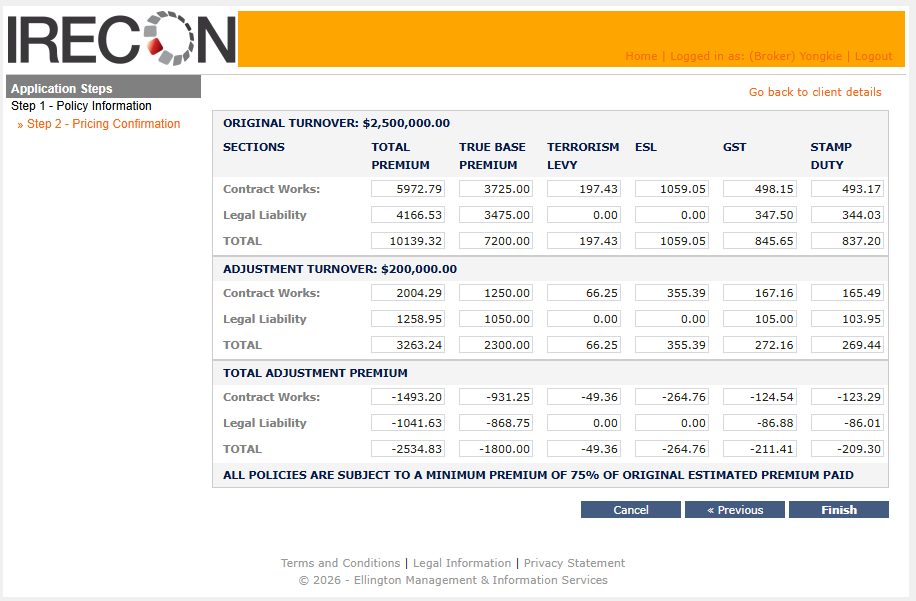 IRECON
Home | Logged in as: (Broker) Yongkie | Logout
Application Steps
Step 1 - Policy Information
» Step 2 - Pricing Confirmation
Go back to client details
ORIGINAL TURNOVER: $2,500,000.00
SECTIONS TOTAL PREMIUM TRUE BASE PREMIUM TERRORISM LEVY ESL GST STAMP DUTY
Contract Works: 5972.79 3725.00 197.43 1059.05 498.15 493.17
Legal Liability 4166.53 3475.00 0.00 0.00 347.50 344.03
TOTAL 10139.32 7200.00 197.43 1059.05 845.65 837.20
ADJUSTMENT TURNOVER: $200,000.00
Contract Works: 2004.29 1250.00 66.25 355.39 167.16 165.49
Legal Liability 1258.95 1050.00 0.00 0.00 105.00 103.95
TOTAL 3263.24 2300.00 66.25 355.39 272.16 269.44
TOTAL ADJUSTMENT PREMIUM
Contract Works: -1493.20 -931.25 -49.36 -264.76 -124.54 -123.29
Legal Liability -1041.63 -868.75 0.00 0.00 -86.88 -86.01
TOTAL -2534.83 -1800.00 -49.36 -264.76 -211.41 -209.30
ALL POLICIES ARE SUBJECT TO A MINIMUM PREMIUM OF 75% OF ORIGINAL ESTIMATED PREMIUM PAID
Cancel « Previous Finish
Terms and Conditions | Legal Information | Privacy Statement
© 2026 - Ellington Management & Information Services